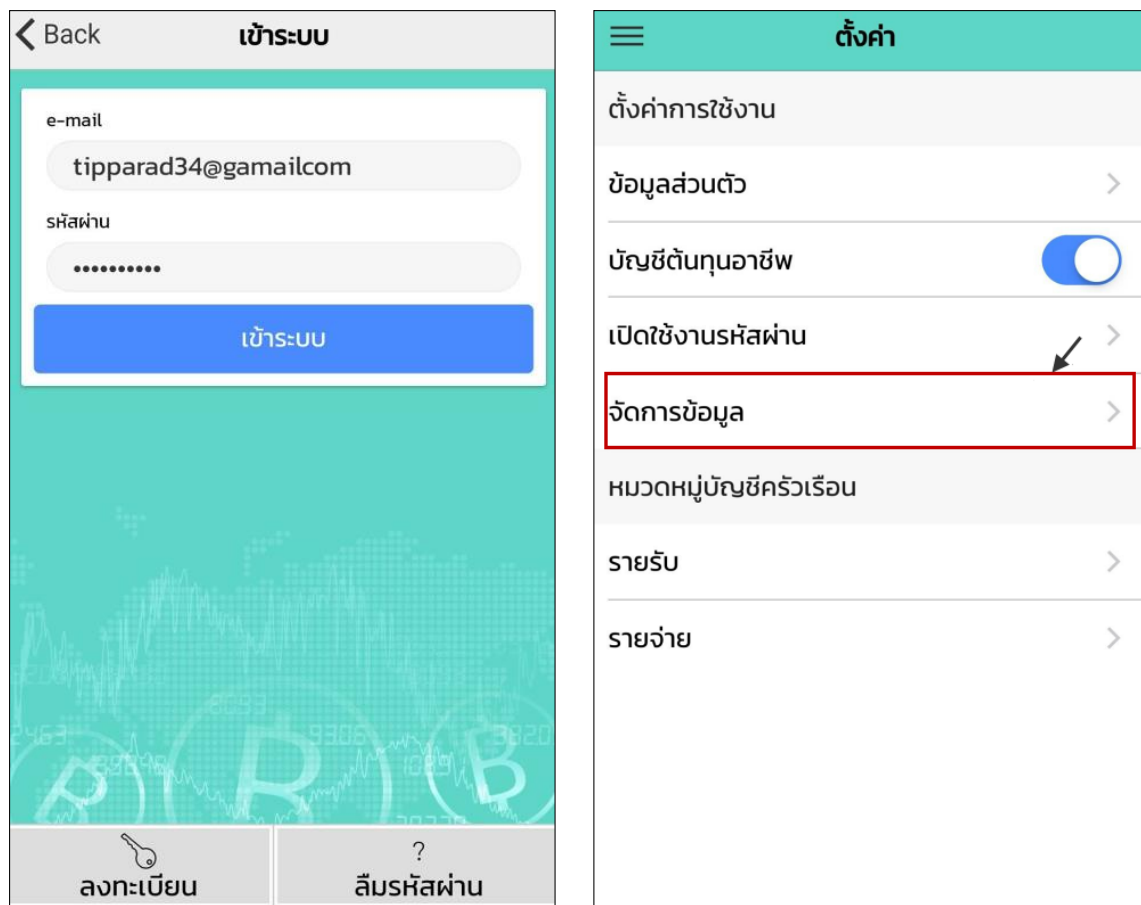 Back
เข้าระบบ
e-mail
tipparad34@gamailcom
รหัสผ่าน
••••••••••
เข้าระบบ
ลงทะเบียน
?
ลืมรหัสผ่าน
ตั้งค่า
ตั้งค่าการใช้งาน
ข้อมูลส่วนตัว
บัญชีต้นทุนอาชีพ
เปิดใช้งานรหัสผ่าน
จัดการข้อมูล
หมวดหมู่บัญชีครัวเรือน
รายรับ
รายจ่าย